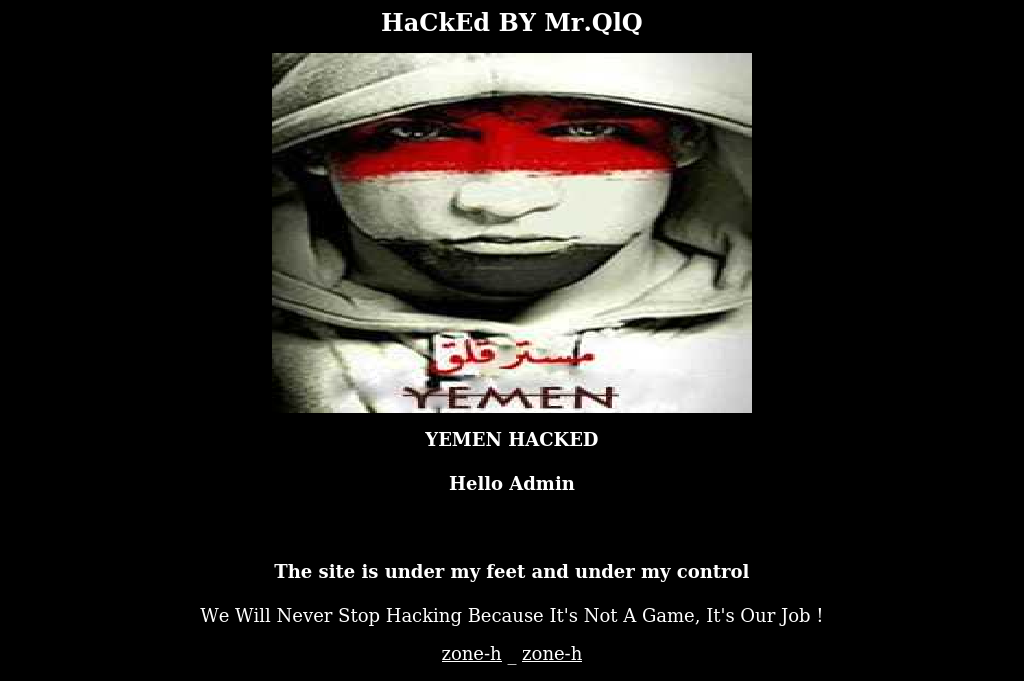 HaCkEd BY Mr.QlQ
مستر قلق
YEMEN
YEMEN HACKED
Hello Admin
The site is under my feet and under my control
We Will Never Stop Hacking Because It's Not A Game, It's Our Job !
zone-h _ zone-h